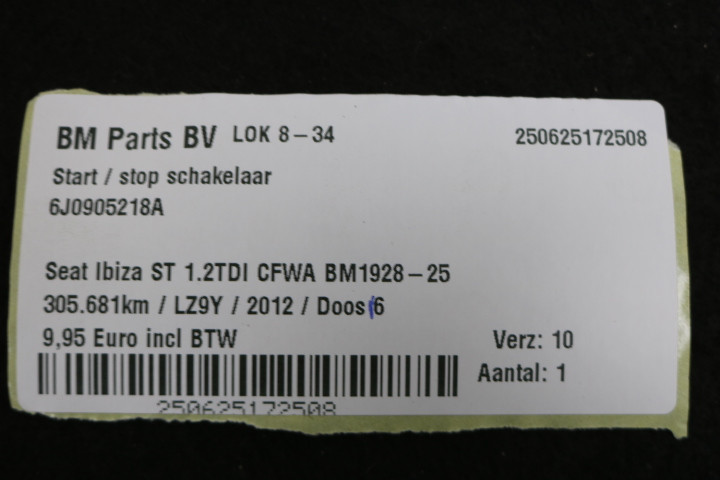 BM Parts BV LOK 8-34 250625172508
Start / stop schakelaar
6J0905218A
Seat Ibiza ST 1.2TDI CFWA BM1928-25
305.681km / LZ9Y / 2012 / Doos 6
9,95 Euro incl BTW Verz: 10
Aantal: 1
250625172508